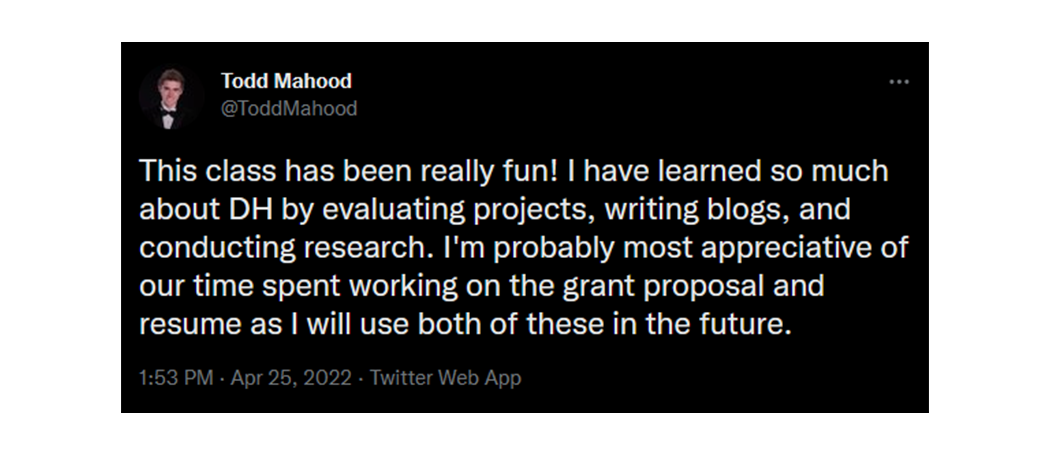 Todd Mahood
@ToddMahood
This class has been really fun! I have learned so much
about DH by evaluating projects, writing blogs, and
conducting research. I'm probably most appreciative of
our time spent working on the grant proposal and
resume as I will use both of these in the future.
1:53 PM · Apr 25, 2022 · Twitter Web App